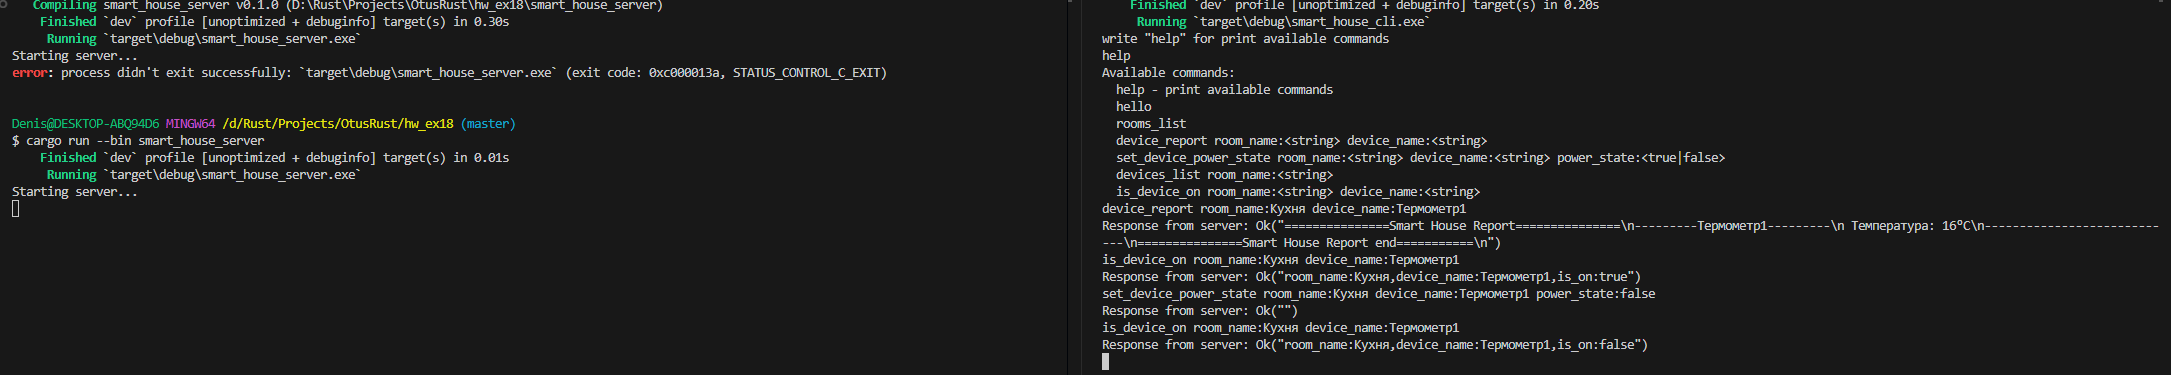 Compiling smart_house_server v0.1.0 (D:\Rust\Projects\OtusRust\hw_ex18\smart_house_server)
Finished `dev` profile [unoptimized + debuginfo] target(s) in 0.30s
Running `target\debug\smart_house_server.exe`
Starting server...
error: process didn't exit successfully: `target\debug\smart_house_server.exe` (exit code: 0xc000013a, STATUS_CONTROL_C_EXIT)
Denis@DESKTOP-ABQ94D6 MINGW64 /d/Rust/Projects/OtusRust/hw_ex18 (master)
$ cargo run --bin smart_house_server
Finished `dev` profile [unoptimized + debuginfo] target(s) in 0.01s
Running `target\debug\smart_house_server.exe`
Starting server...
Finished `dev` profile [unoptimized + debuginfo] target(s) in 0.20s
Running `target\debug\smart_house_cli.exe`
write "help" for print available commands
help
Available commands:
help - print available commands
hello
rooms_list
device_report room_name:<string> device_name:<string>
set_device_power_state room_name:<string> device_name:<string> power_state:<true|false>
devices_list room_name:<string>
is_device_on room_name:<string> device_name:<string>
device_report room_name:Кухня device_name:Термометр1
Response from server: Ok("===============Smart House Report===============\n---------Термометр1---------\n Температура: 16ºC\n-------------------------
---\n===============Smart House Report end===========\n")
is_device_on room_name:Кухня device_name:Термометр1
Response from server: Ok("room_name:Кухня,device_name:Термометр1,is_on:true")
set_device_power_state room_name:Кухня device_name:Термометр1 power_state:false
Response from server: Ok("")
is_device_on room_name:Кухня device_name:Термометр1
Response from server: Ok("room_name:Кухня,device_name:Термометр1,is_on:false")